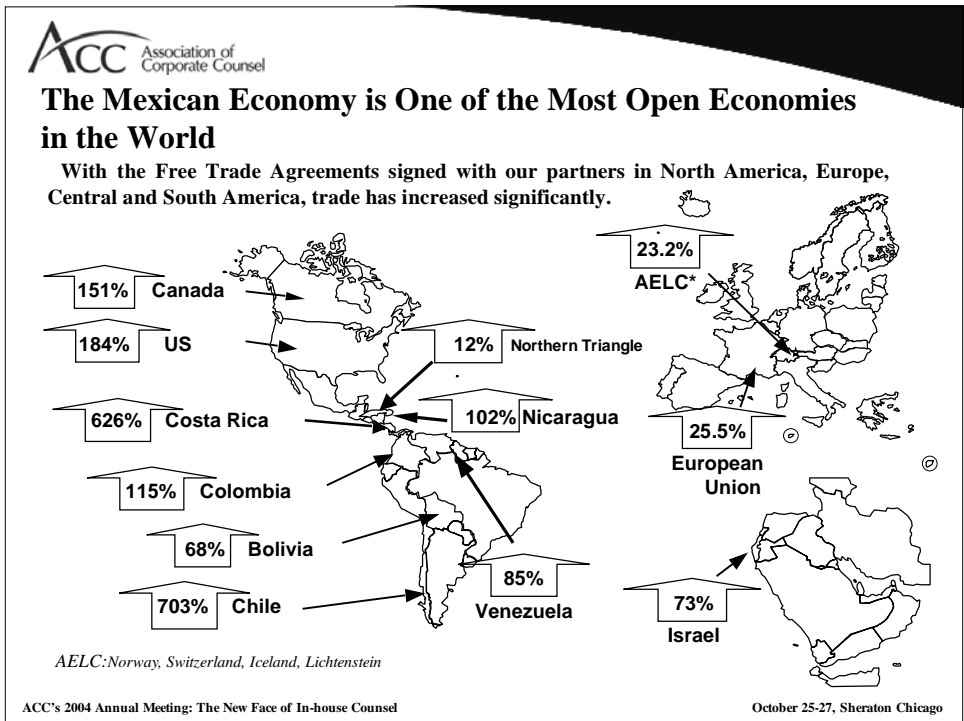 ACC Association of
Corporate Counsel
The Mexican Economy is One of the Most Open Economies
in the World
With the Free Trade Agreements signed with our partners in North America, Europe,
Central and South America, trade has increased significantly.
23.2%
AELC*
151% Canada
184% US
12% Northern Triangle
626% Costa Rica
102% Nicaragua
25.5%
European
Union
115% Colombia
68% Bolivia
85%
Venezuela
703% Chile
73%
Israel
AELC:Norway, Switzerland, Iceland, Lichtenstein
ACC's 2004 Annual Meeting: The New Face of In-house Counsel
October 25-27, Sheraton Chicago